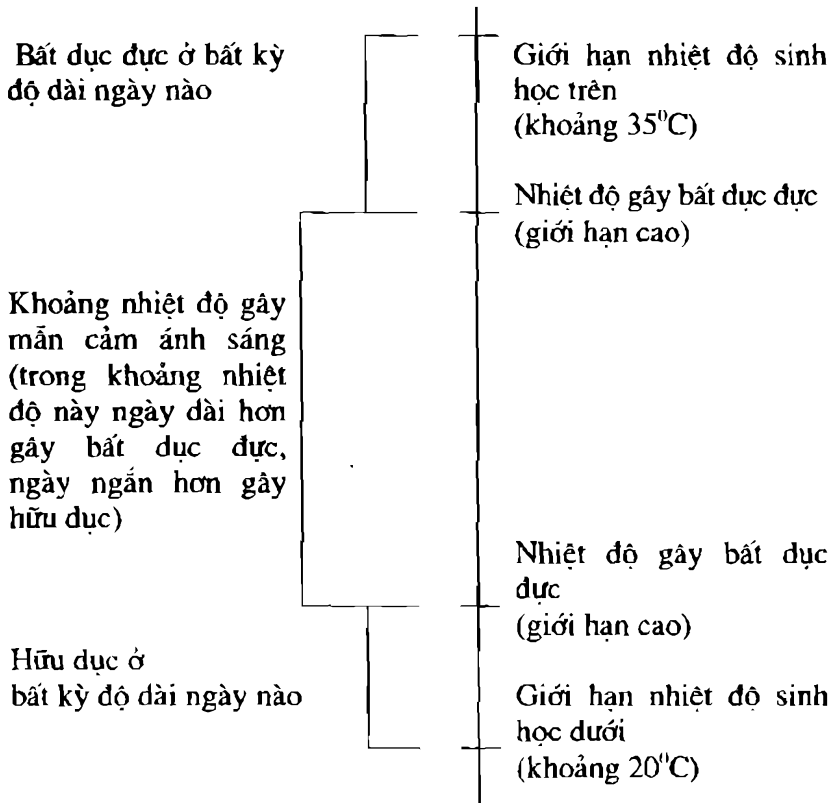 Bất dục đực ở bất kỳ
độ dài ngày nào
Giới hạn nhiệt độ sinh
học trên
(khoảng 35⁰C)
Nhiệt độ gây bất dục đực
(giới hạn cao)
Khoảng nhiệt độ gây
mẫn cảm ánh sáng
(trong khoảng nhiệt
độ này ngày dài hơn
gây bất dục đực,
ngày ngắn hơn gây
hữu dục)
Nhiệt độ gây bất dục
đực
(giới hạn cao)
Hữu dục ở
bất kỳ độ dài ngày nào
Giới hạn nhiệt độ sinh
học dưới
(khoảng 20⁰C)